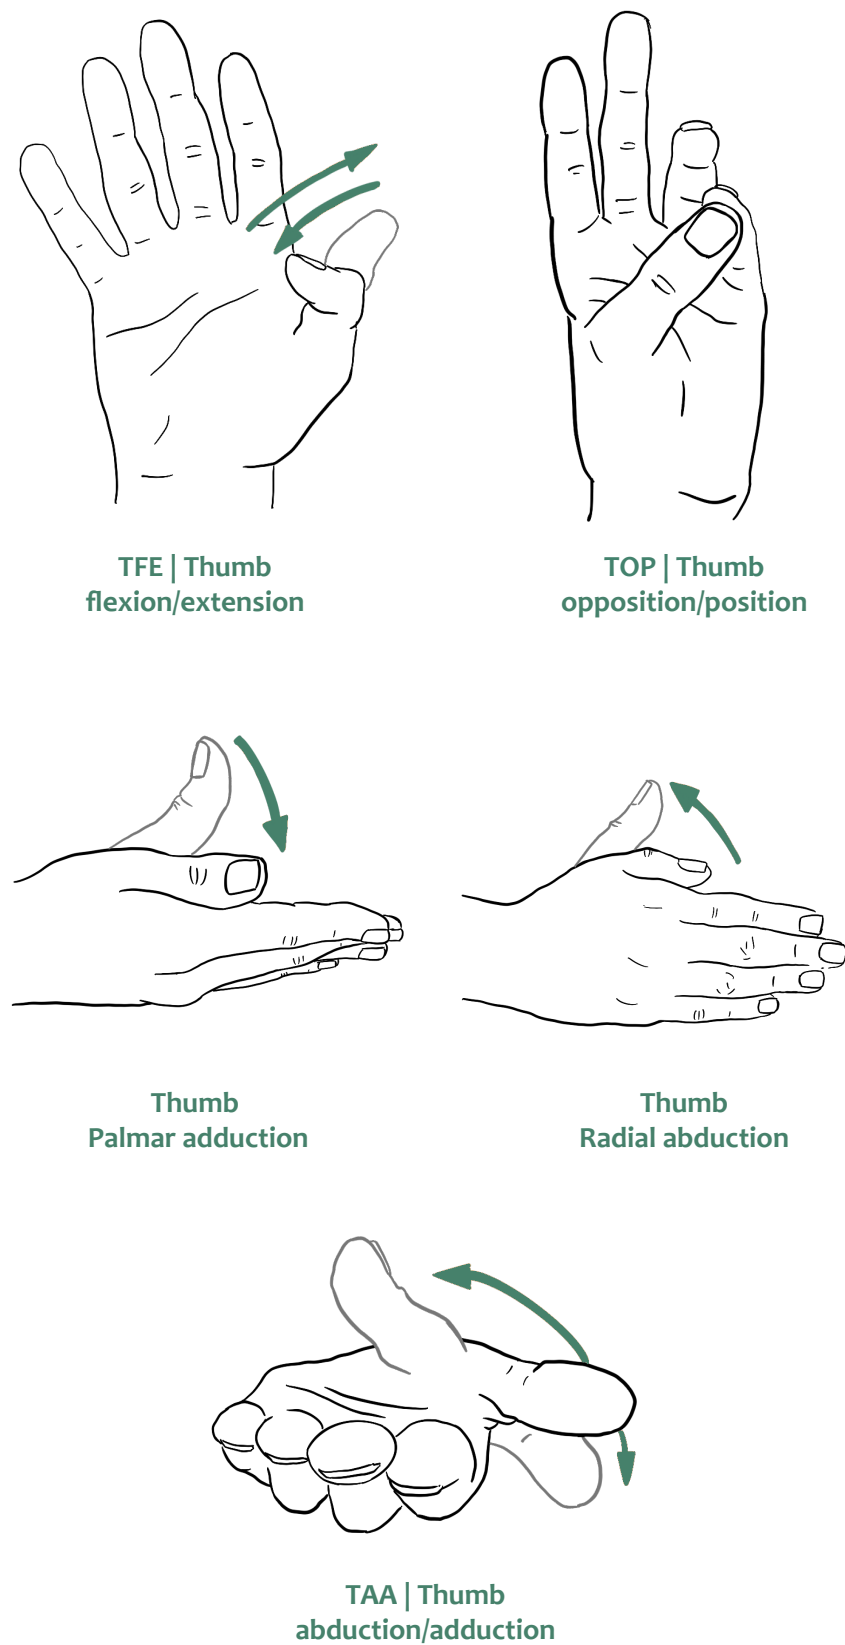 TFE | Thumb
flexion/extension
TOP | Thumb
opposition/position
Thumb
Palmar adduction
Thumb
Radial abduction
TAA | Thumb
abduction/adduction